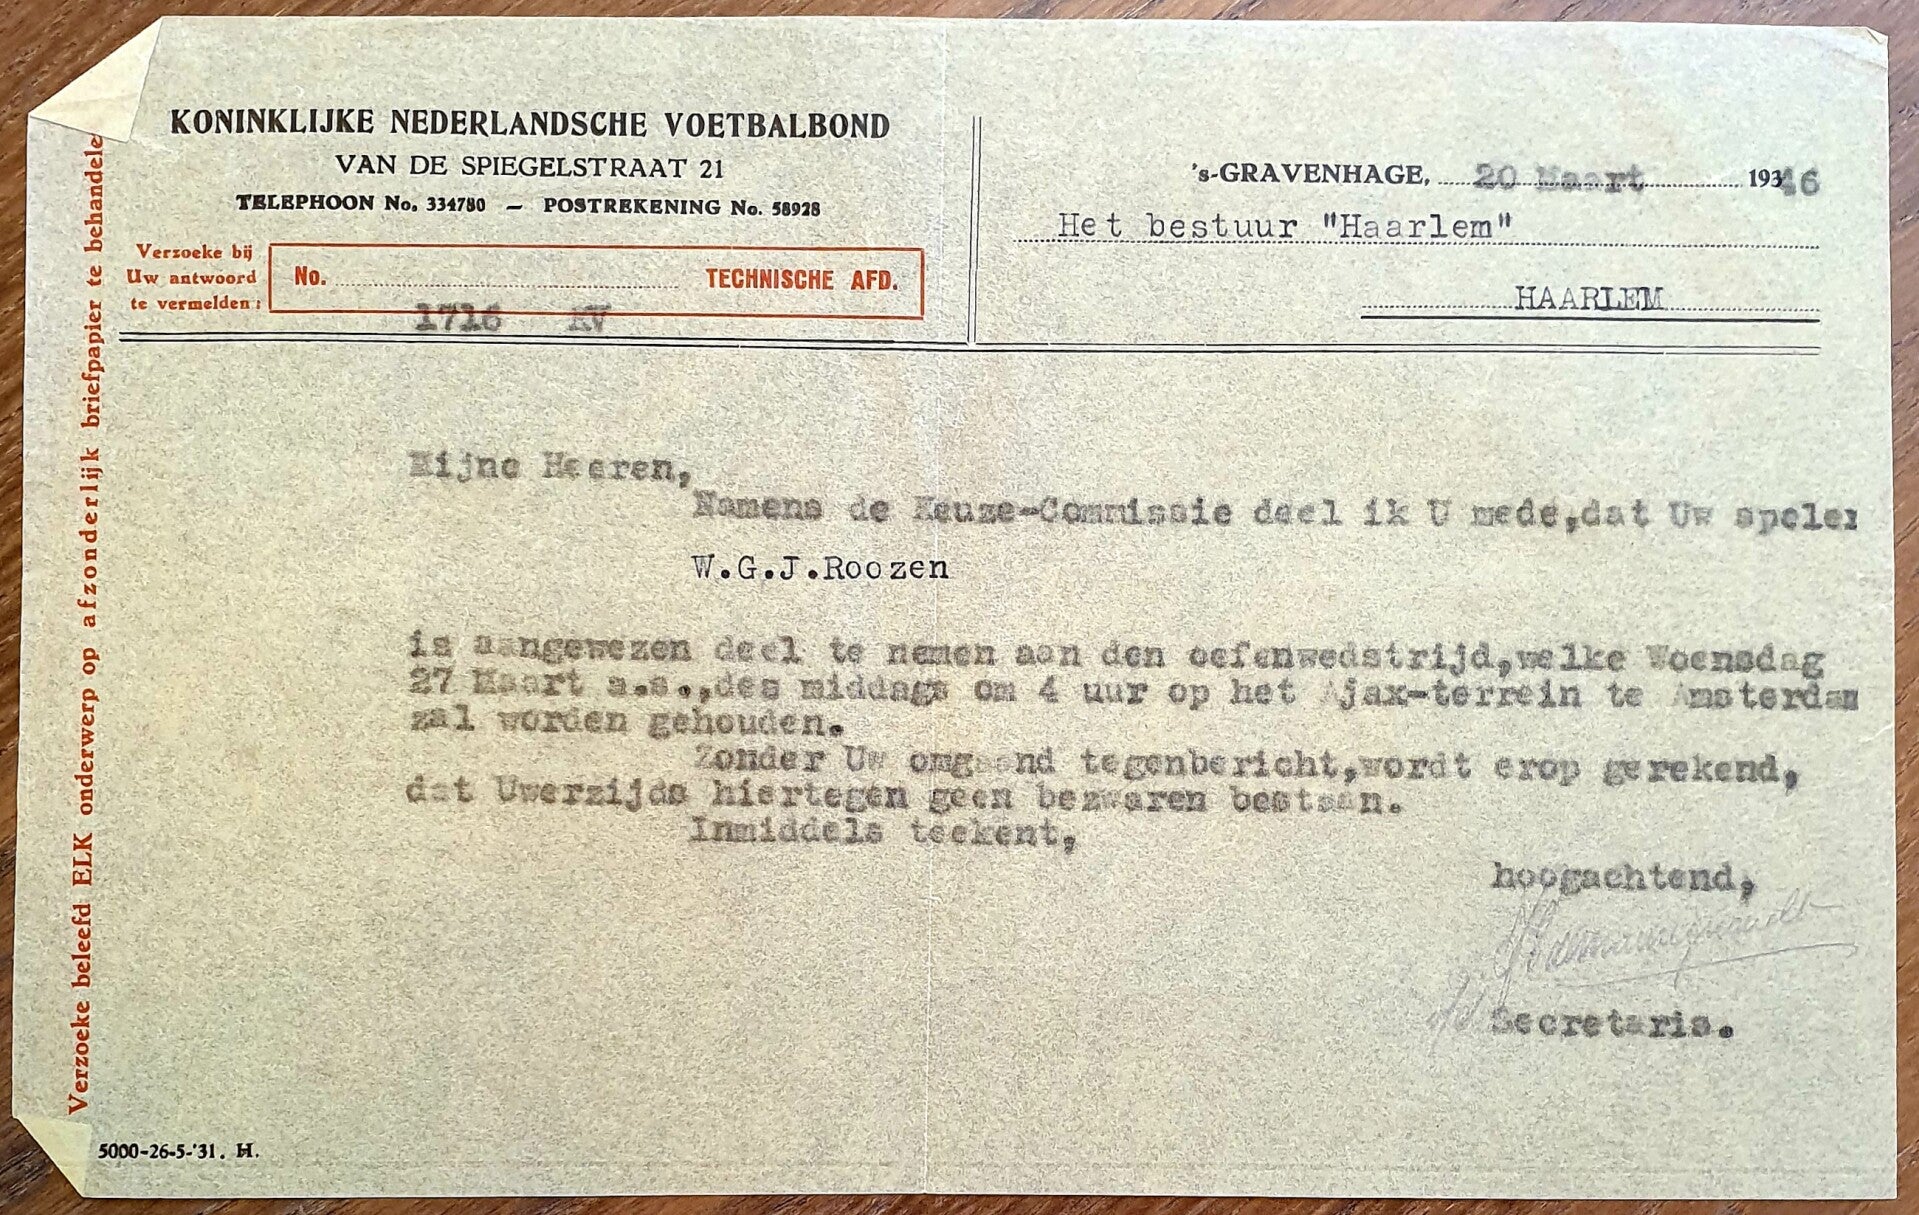 KONINKLIJKE NEDERLANDSCHE VOETBALBOND
VAN DE SPIEGELSTRAAT 21
TELEPHOON No. 334780 — POSTREKENING No. 58928
Verzoeke bij
Uw antwoord
te vermelden:
No. TECHNISCHE AFD.
1716 KV
's-GRAVENHAGE, 20 Maart 19346
Het bestuur "Haarlem"
HAARLEM
Verzoeke beleefd ELK onderwerp op afzonderlijk briefpapier te behandele
Mijne Heeren,
Namens de Keuze-Commissie deel ik U mede,dat Uw speler
W.G.J.Roozen
is aangewezen deel te nemen aan den oefenwedstrijd,welke Woensdag
27 Maart a.s.,des middags om 4 uur op het Ajax-terrein te Amsterdam
zal worden gehouden.
Zonder Uw omgaand tegenbericht,wordt erop gerekend,
dat Uwerzijds hiertegen geen bezwaren bestaan.
Inmiddels teekent,
hoogachtend,
Secretaris.
5000-26-5-'31. H.